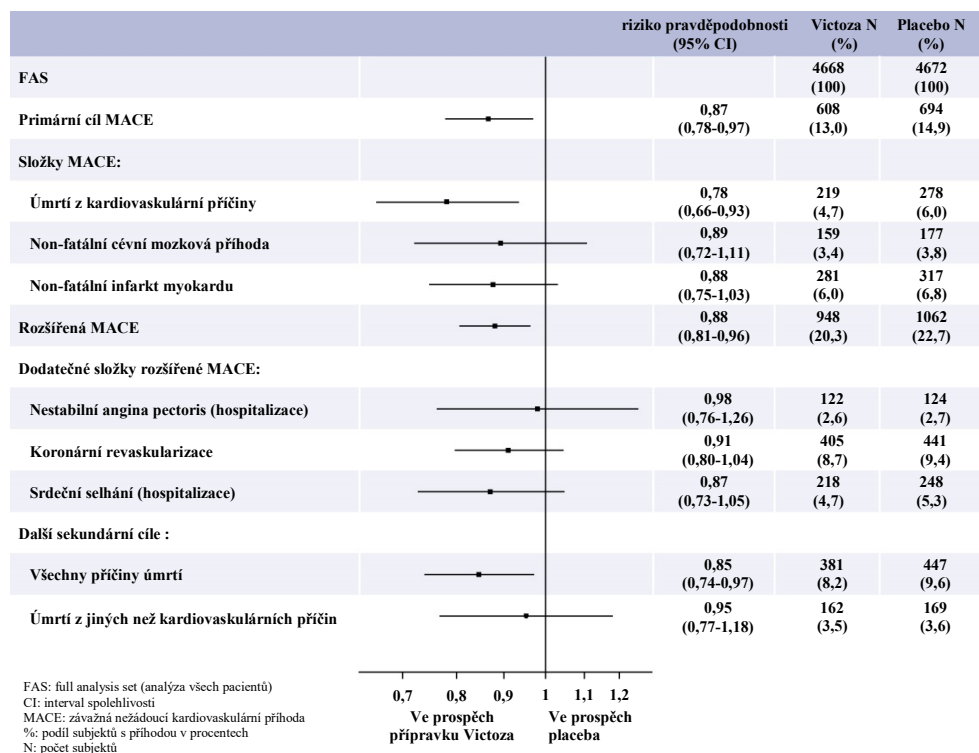 riziko pravděpodobnosti Victoza N Placebo N
(95% CI) (%) (%)
4668 4672
FAS
(100) (100)
0,87 608 694
Primární cíl MACE
(0,78-0,97) (13,0) (14,9)
Složky MACE:
0,78 219 278
Úmrtí z kardiovaskulární příčiny
(0,66-0,93) (4,7) (6,0)
0,89 159 177
Non-fatální cévní mozková příhoda
(0,72-1,11) (3,4) (3,8)
0,88 281 317
Non-fatální infarkt myokardu
(0,75-1,03) (6,0) (6,8)
0,88 948 1062
Rozšířená MACE
(0,81-0,96) (20,3) (22,7)
Dodatečné složky rozšířené MACE:
0,98 122 124
Nestabilní angina pectoris (hospitalizace)
(0,76-1,26) (2,6) (2,7)
0,91 405 441
Koronární revaskularizace
(0,80-1,04) (8,7) (9,4)
0,87 218 248
Srdeční selhání (hospitalizace)
(0,73-1,05) (4,7) (5,3)
Další sekundární cíle :
0,85 381 447
Všechny příčiny úmrtí
(0,74-0,97) (8,2) (9,6)
0,95 162 169
Úmrtí z jiných než kardiovaskulárních příčin
(0,77-1,18) (3,5) (3,6)
0,7 0,8 0,9 1 1,1 1,2
Ve prospěch Ve prospěch
přípravku Victoza placeba
FAS: full analysis set (analýza všech pacientů)
CI: interval spolehlivosti
MACE: závažná nežádoucí kardiovaskulární příhoda
%: podíl subjektů s příhodou v procentech
N: počet subjektů